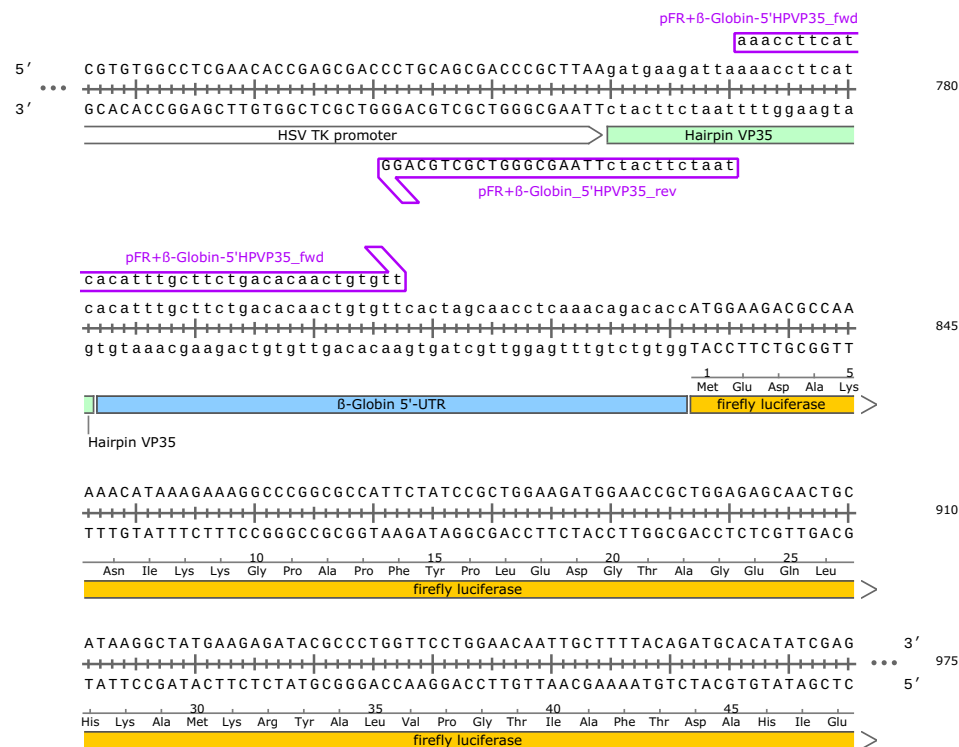 pFR+ß-Globin-5'HPVP35_fwd
aaaccttcat
5′ CGTGTGGCCTCGAACACCGAGCGACCCTGCAGCGACCCGCTTAAgatgaagattaaaaccttcat
••• 780
3′ GCACACCGGAGCTTGTGGCTCGCTGGGACGTCGCTGGGCGAATTctacttctaattttggaagta
HSV TK promoter Hairpin VP35
GGACGTCGCTGGGCGAATTctacttctaat
pFR+ß-Globin_5'HPVP35_rev
pFR+ß-Globin-5'HPVP35_fwd
cacatttgcttctgacacaactgtgtt
cacatttgcttctgacacaactgtgttcactagcaacctcaaacagacaccATGGAAGACGCCAA
845
gtgtaaacgaagactgtgttgacacaagtgatcgttggagtttgtctgtggTACCTTCTGCGGTT
1 5
Met Glu Asp Ala Lys
ß-Globin 5'-UTR firefly luciferase
Hairpin VP35
AAACATAAAGAAAGGCCCGGCGCCATTCTATCCGCTGGAAGATGGAACCGCTGGAGAGCAACTGC
910
TTTGTATTTCTTTCCGGGCCGCGGTAAGATAGGCGACCTTCTACCTTGGCGACCTCTCGTTGACG
10 15 20 25
Asn Ile Lys Lys Gly Pro Ala Pro Phe Tyr Pro Leu Glu Asp Gly Thr Ala Gly Glu Gln Leu
firefly luciferase
ATAAGGCTATGAAGAGATACGCCCTGGTTCCTGGAACAATTGCTTTTACAGATGCACATATCGAG 3′
••• 975
TATTCCGATACTTCTCTATGCGGGACCAAGGACCTTGTTAACGAAAATGTCTACGTGTATAGCTC 5′
30 35 40 45
His Lys Ala Met Lys Arg Tyr Ala Leu Val Pro Gly Thr Ile Ala Phe Thr Asp Ala His Ile Glu
firefly luciferase